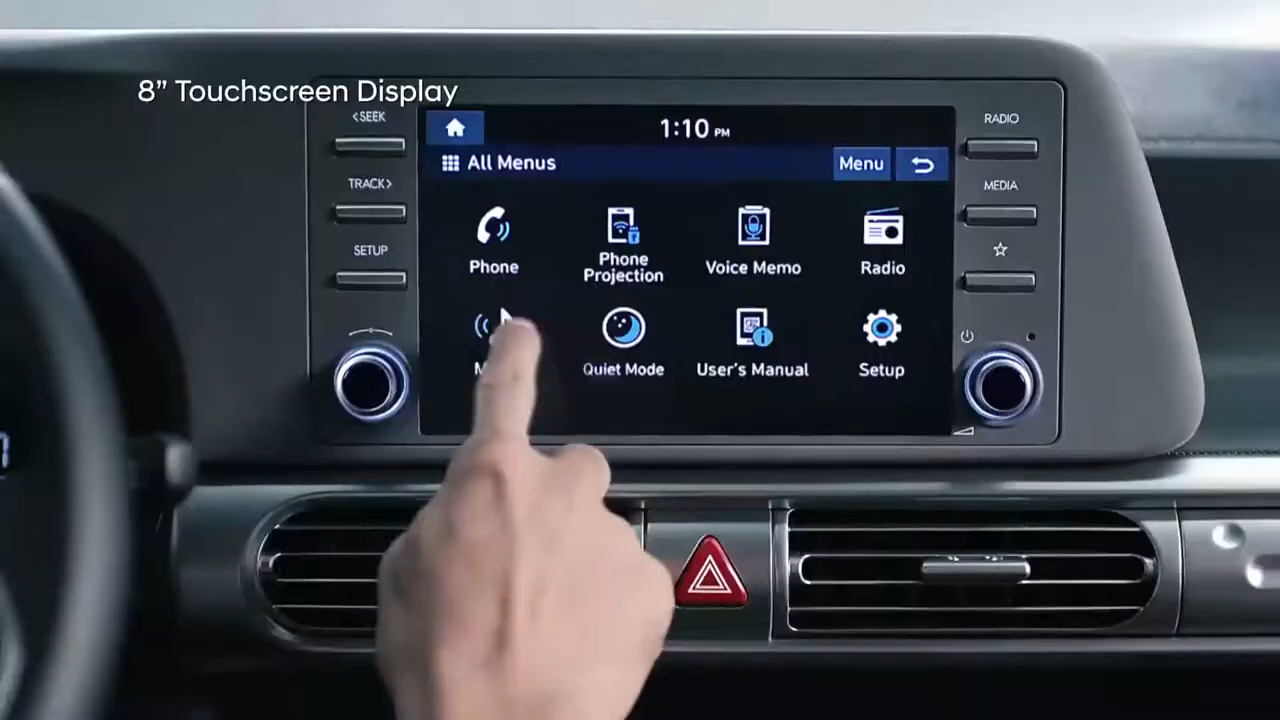 8” Touchscreen Display
<SEEK
TRACK>
SETUP
1:10 PM
All Menus
Menu
Phone
Phone
Projection
Voice Memo
Radio
Quiet Mode
User's Manual
Setup
RADIO
MEDIA